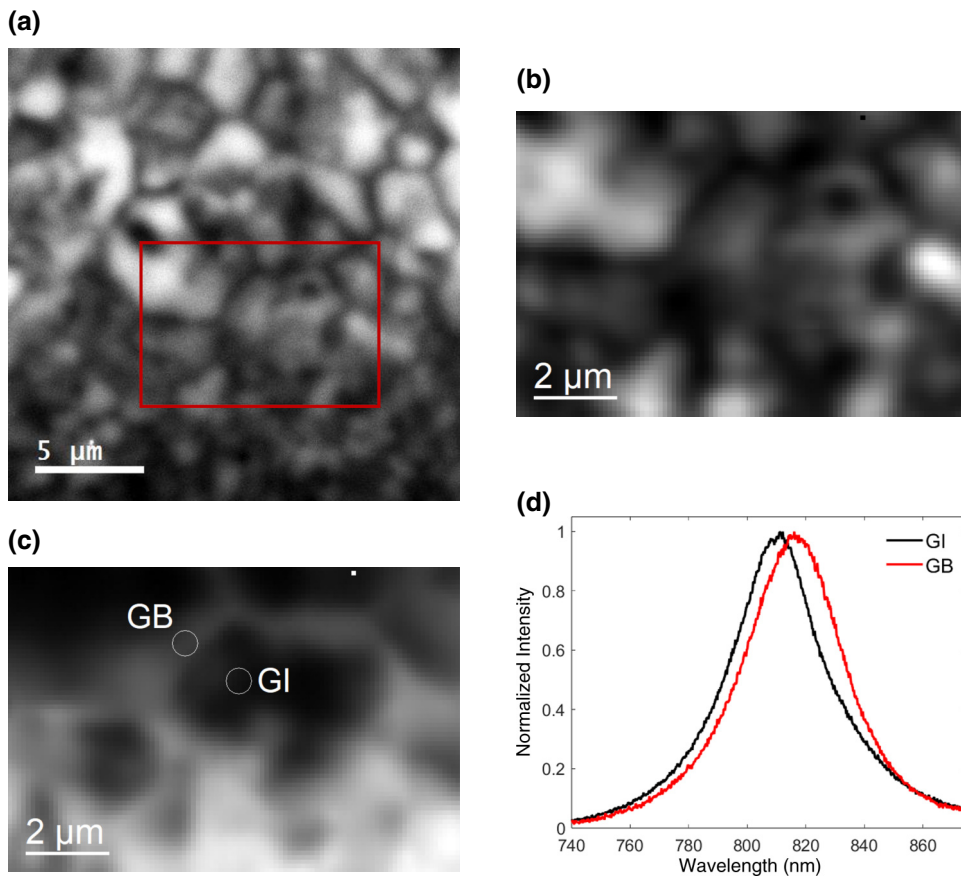 (a)
5 μm
(b)
2 μm
(c)
GB
GI
2 μm
(d)
Normalized Intensity
1
0.8
0.6
0.4
0.2
0
740 760 780 800 820 840 860
Wavelength (nm)
GI
GB